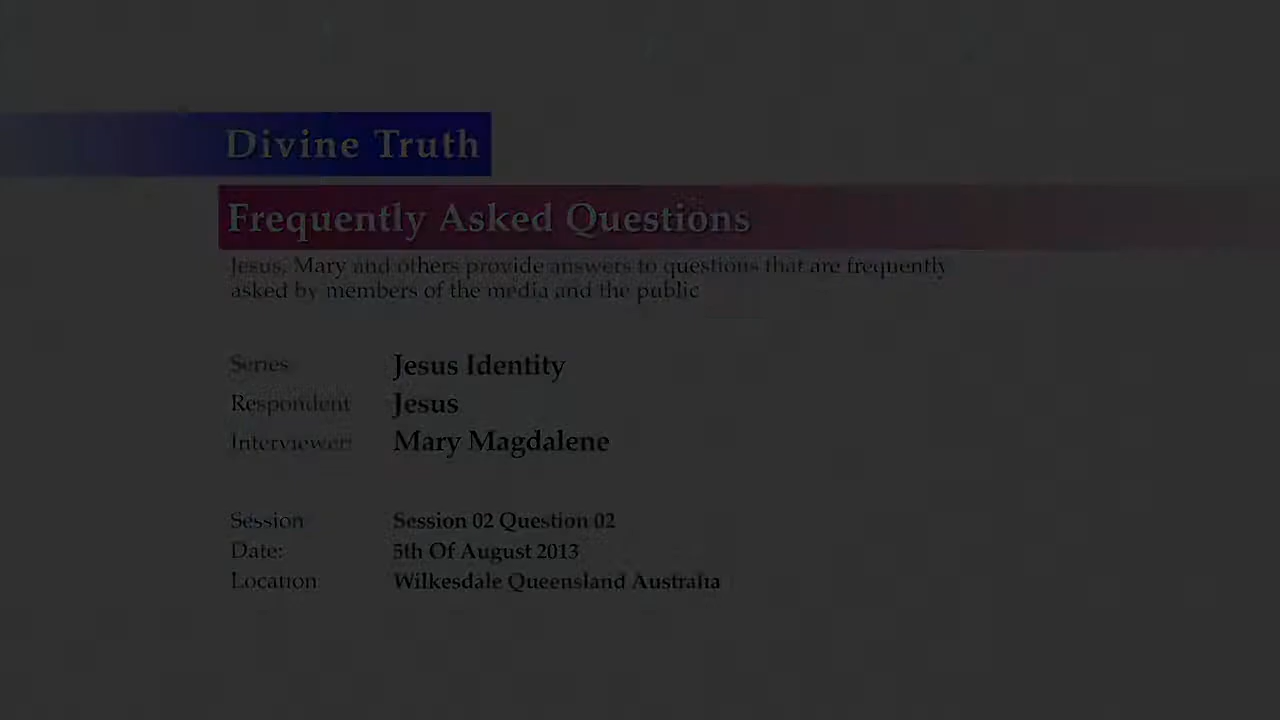 Divine Truth
Frequently Asked Questions
Jesus, Mary and others provide answers to questions that are frequently
asked by members of the media and the public
Series: Jesus Identity
Respondent Jesus
Interviewer: Mary Magdalene
Session Session 02 Question 02
Date: 5th Of August 2013
Location Wilkesdale Queensland Australia